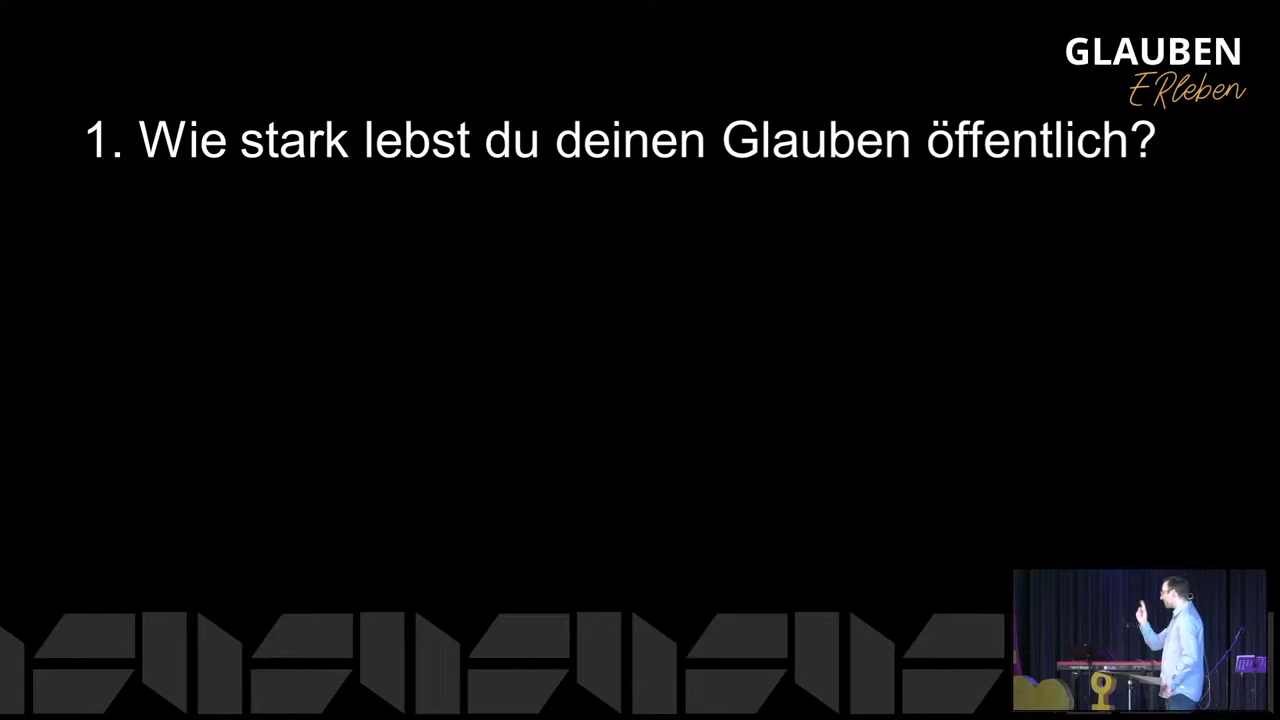 GLAUBEN
ERleben
1. Wie stark lebst du deinen Glauben öffentlich?